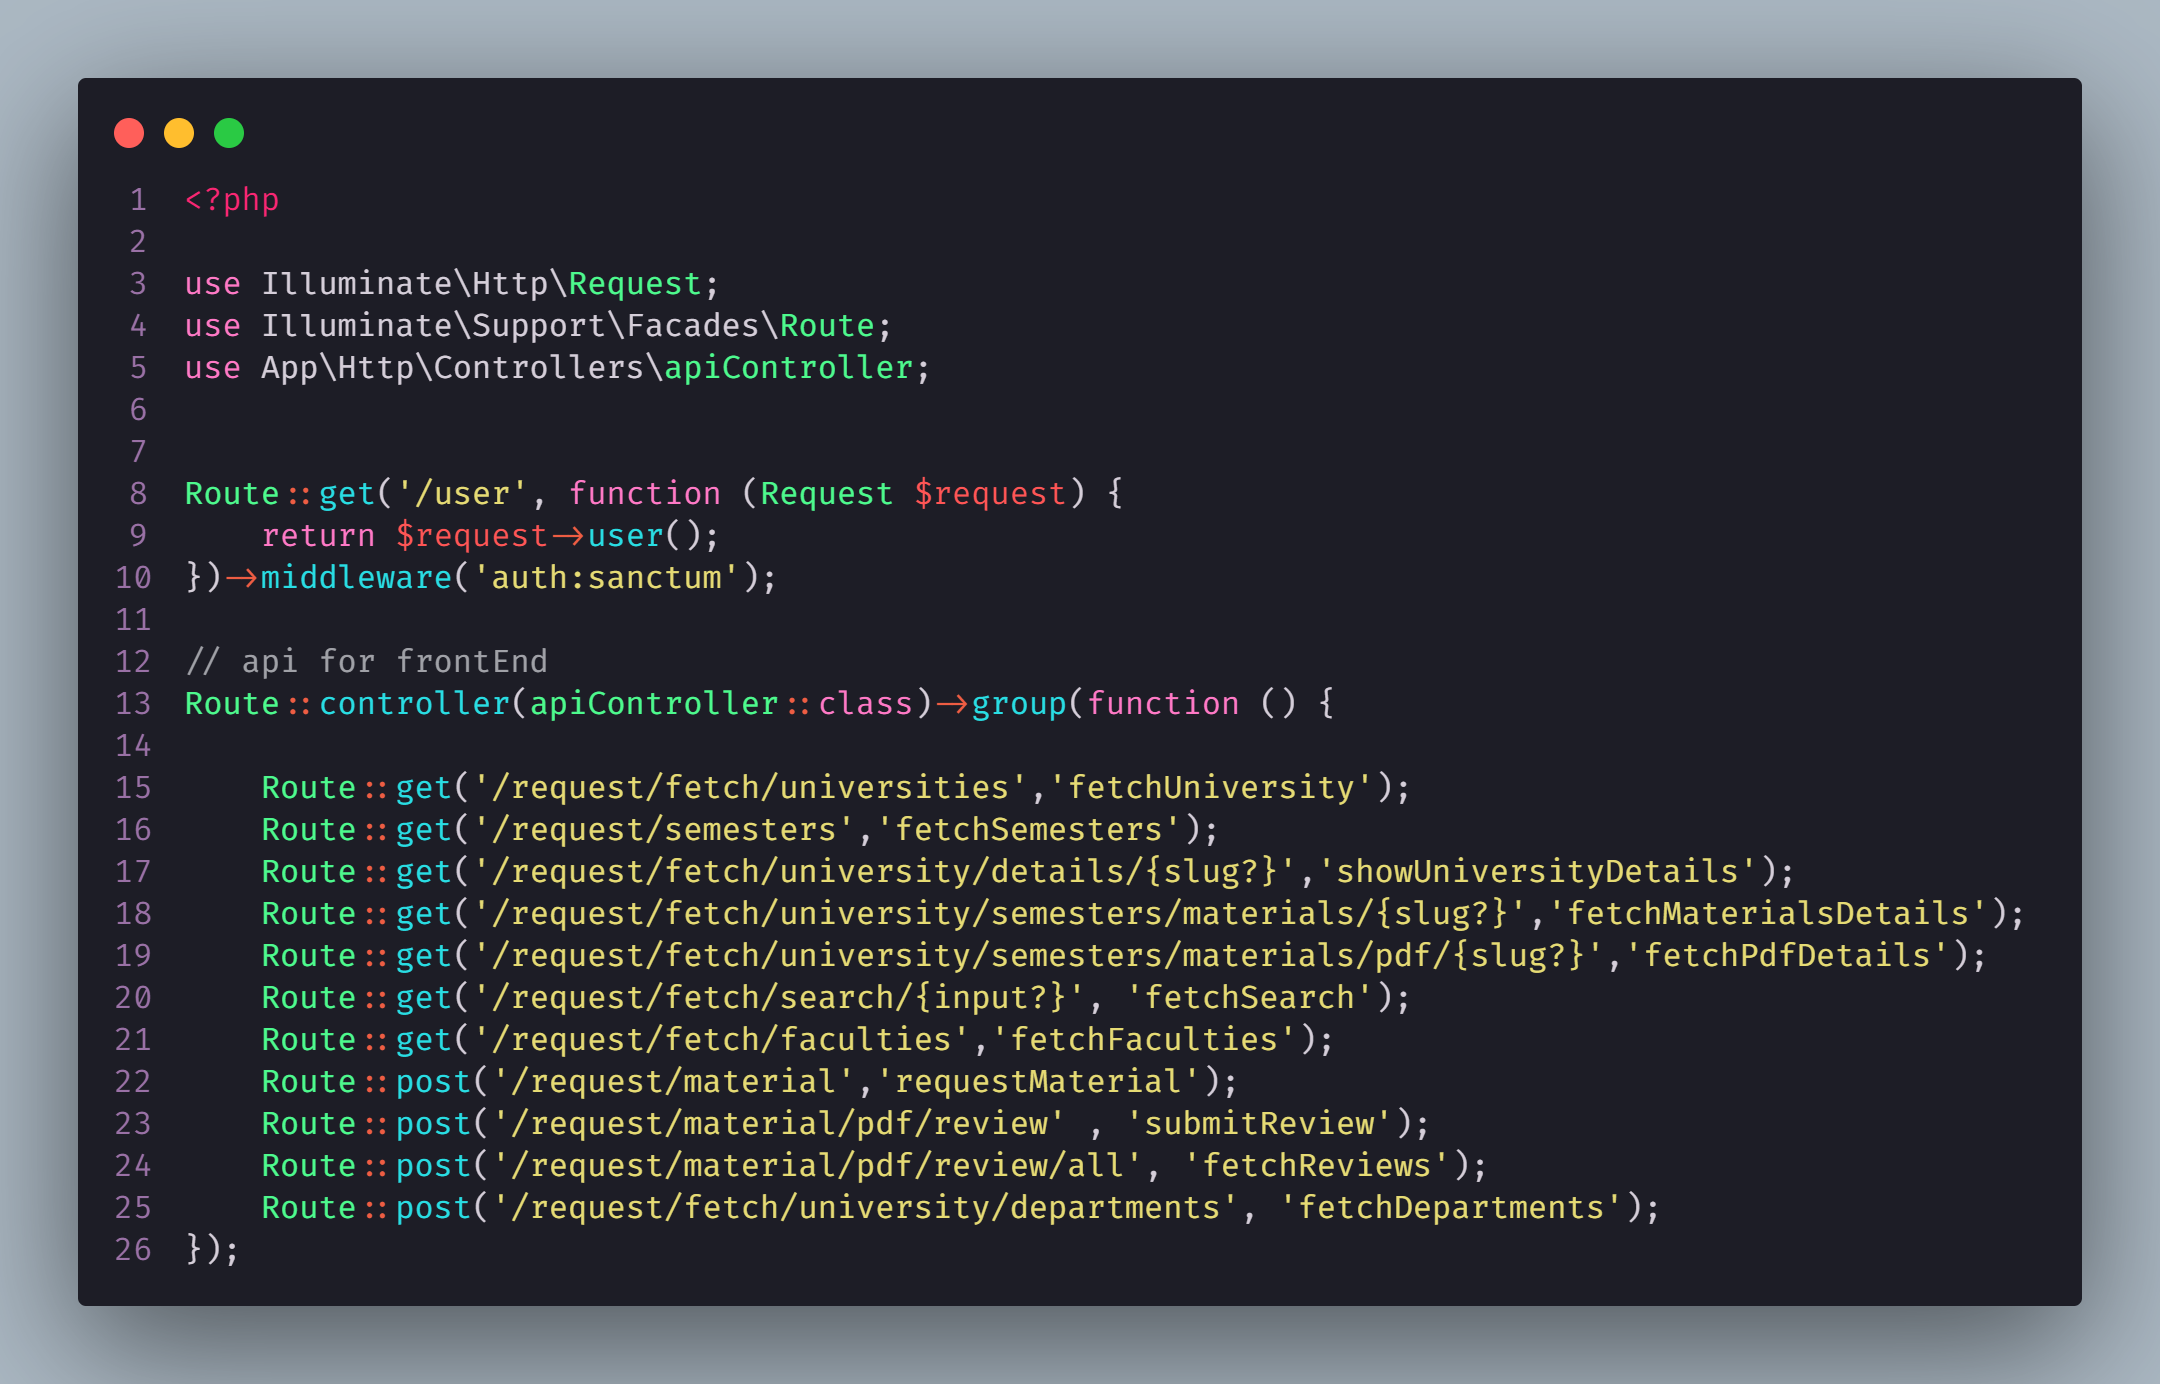 1 <?php
2
3 use Illuminate\Http\Request;
4 use Illuminate\Support\Facades\Route;
5 use App\Http\Controllers\apiController;
6
7
8 Route::get('/user', function (Request $request) {
9     return $request->user();
10 })->middleware('auth:sanctum');
11
12 // api for frontEnd
13 Route::controller(apiController::class)->group(function () {
14
15     Route::get('/request/fetch/universities','fetchUniversity');
16     Route::get('/request/semesters','fetchSemesters');
17     Route::get('/request/fetch/university/details/{slug?}','showUniversityDetails');
18     Route::get('/request/fetch/university/semesters/materials/{slug?}','fetchMaterialsDetails');
19     Route::get('/request/fetch/university/semesters/materials/pdf/{slug?}','fetchPdfDetails');
20     Route::get('/request/fetch/search/{input?}', 'fetchSearch');
21     Route::get('/request/fetch/faculties','fetchFaculties');
22     Route::post('/request/material','requestMaterial');
23     Route::post('/request/material/pdf/review' , 'submitReview');
24     Route::post('/request/material/pdf/review/all', 'fetchReviews');
25     Route::post('/request/fetch/university/departments', 'fetchDepartments');
26 });